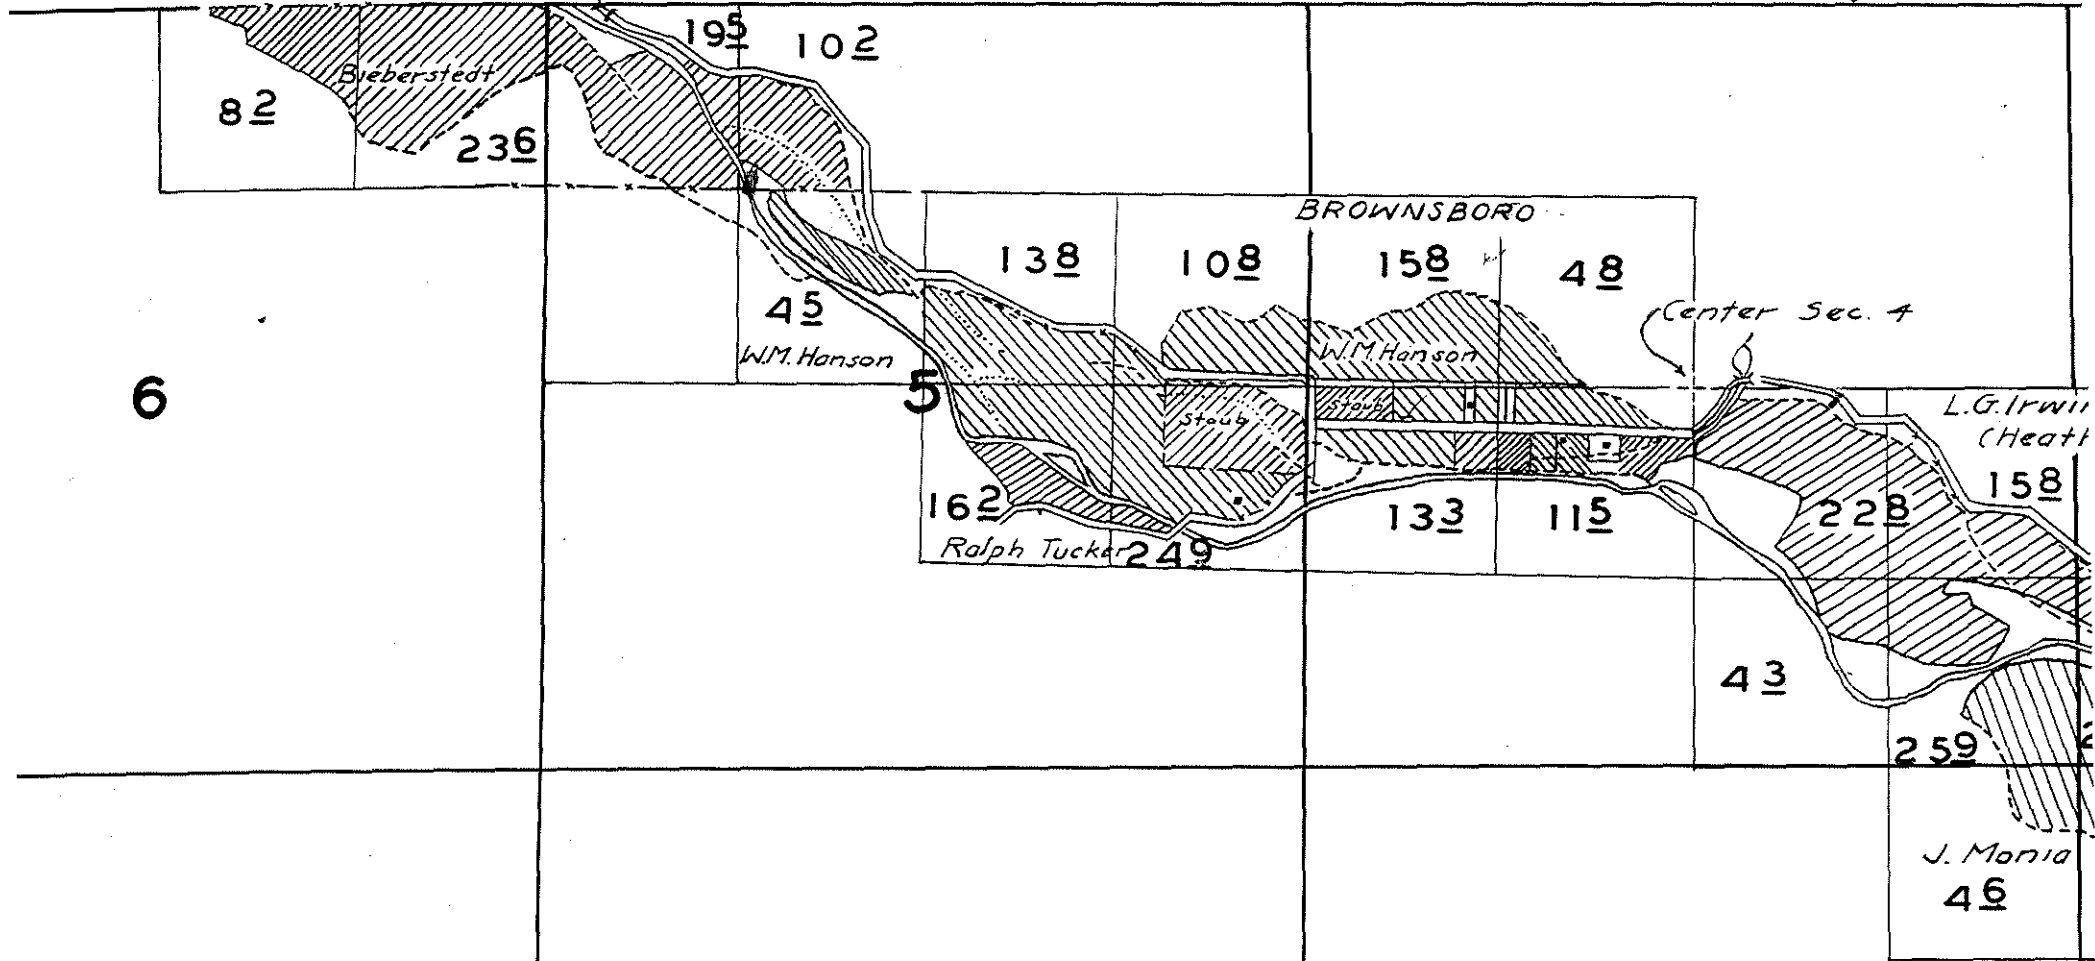 19 5
10 2
Bieberstedt
8 2
23 6
BROWNSBORO
13 8
10 8
15 8
4 8
4 5
Center Sec. 4
W.M. Hanson
W.M. Hanson
6
5
Staub
Staub
L.G. Irwin
(Heath
15 8
16 2
13 3
11 5
22 8
Ralph Tucker
24 9
4 3
25 9
J. Monia
4 6